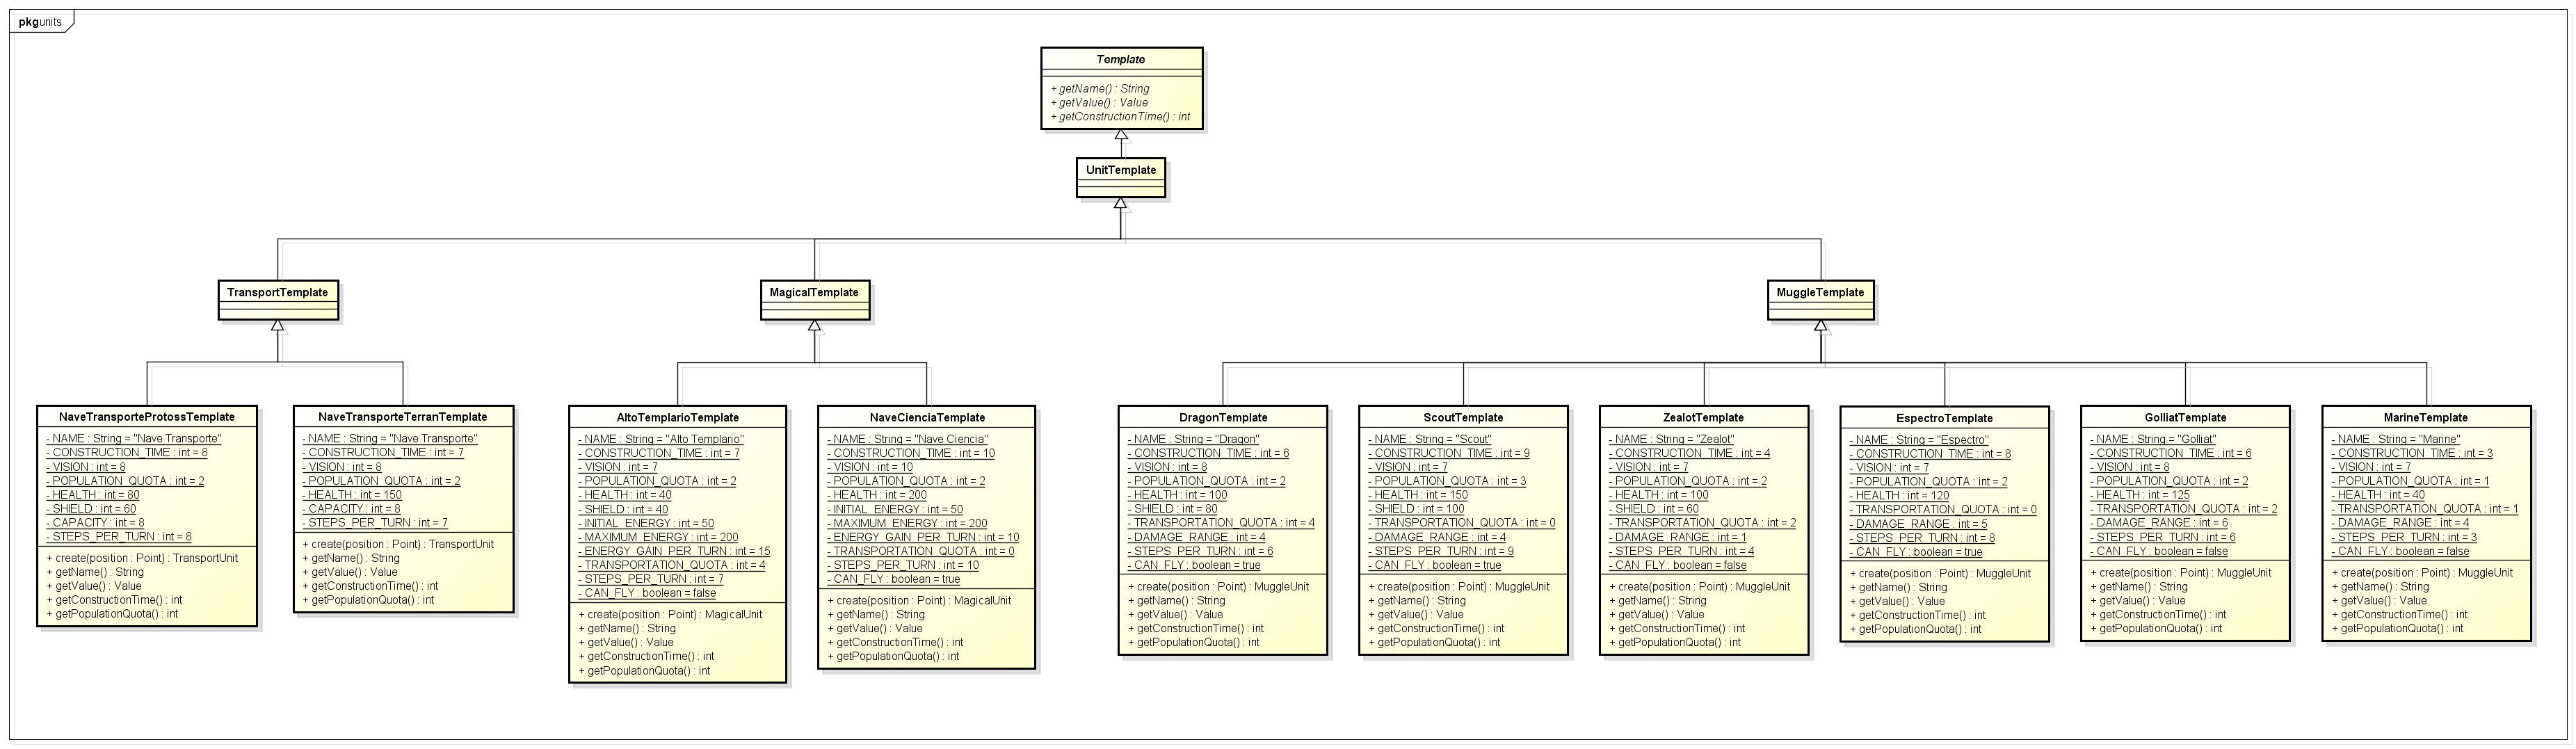 pkg units
Template
+ getName() : String
+ getValue() : Value
+ getConstructionTime() : int
UnitTemplate
TransportTemplate
MagicalTemplate
MuggleTemplate
NaveTransporteProtossTemplate
- NAME : String = "Nave Transporte"
- CONSTRUCTION_TIME : int = 8
- VISION : int = 8
- POPULATION_QUOTA : int = 2
- HEALTH : int = 80
- SHIELD : int = 60
- CAPACITY : int = 8
- STEPS_PER_TURN : int = 8
+ create(position : Point) : TransportUnit
+ getName() : String
+ getValue() : Value
+ getConstructionTime() : int
+ getPopulationQuota() : int
NaveTransporteTerranTemplate
- NAME : String = "Nave Transporte"
- CONSTRUCTION_TIME : int = 7
- VISION : int = 8
- POPULATION_QUOTA : int = 2
- HEALTH : int = 150
- CAPACITY : int = 8
- STEPS_PER_TURN : int = 7
+ create(position : Point) : TransportUnit
+ getName() : String
+ getValue() : Value
+ getConstructionTime() : int
+ getPopulationQuota() : int
AltoTemplarioTemplate
- NAME : String = "Alto Templario"
- CONSTRUCTION_TIME : int = 7
- VISION : int = 7
- POPULATION_QUOTA : int = 2
- HEALTH : int = 40
- SHIELD : int = 40
- INITIAL_ENERGY : int = 50
- MAXIMUM_ENERGY : int = 200
- ENERGY_GAIN_PER_TURN : int = 15
- TRANSPORTATION_QUOTA : int = 4
- STEPS_PER_TURN : int = 7
- CAN_FLY : boolean = false
+ create(position : Point) : MagicalUnit
+ getName() : String
+ getValue() : Value
+ getConstructionTime() : int
+ getPopulationQuota() : int
NaveCienciaTemplate
- NAME : String = "Nave Ciencia"
- CONSTRUCTION_TIME : int = 10
- VISION : int = 10
- POPULATION_QUOTA : int = 2
- HEALTH : int = 200
- INITIAL_ENERGY : int = 50
- MAXIMUM_ENERGY : int = 200
- ENERGY_GAIN_PER_TURN : int = 10
- TRANSPORTATION_QUOTA : int = 0
- STEPS_PER_TURN : int = 10
- CAN_FLY : boolean = true
+ create(position : Point) : MagicalUnit
+ getName() : String
+ getValue() : Value
+ getConstructionTime() : int
+ getPopulationQuota() : int
DragonTemplate
- NAME : String = "Dragon"
- CONSTRUCTION_TIME : int = 6
- VISION : int = 8
- POPULATION_QUOTA : int = 2
- HEALTH : int = 100
- SHIELD : int = 80
- TRANSPORTATION_QUOTA : int = 4
- DAMAGE_RANGE : int = 4
- STEPS_PER_TURN : int = 6
- CAN_FLY : boolean = true
+ create(position : Point) : MuggleUnit
+ getName() : String
+ getValue() : Value
+ getConstructionTime() : int
+ getPopulationQuota() : int
ScoutTemplate
- NAME : String = "Scout"
- CONSTRUCTION_TIME : int = 9
- VISION : int = 7
- POPULATION_QUOTA : int = 3
- HEALTH : int = 150
- SHIELD : int = 100
- TRANSPORTATION_QUOTA : int = 0
- DAMAGE_RANGE : int = 4
- STEPS_PER_TURN : int = 9
- CAN_FLY : boolean = true
+ create(position : Point) : MuggleUnit
+ getName() : String
+ getValue() : Value
+ getConstructionTime() : int
+ getPopulationQuota() : int
ZealotTemplate
- NAME : String = "Zealot"
- CONSTRUCTION_TIME : int = 4
- VISION : int = 7
- POPULATION_QUOTA : int = 2
- HEALTH : int = 100
- SHIELD : int = 60
- TRANSPORTATION_QUOTA : int = 2
- DAMAGE_RANGE : int = 1
- STEPS_PER_TURN : int = 4
- CAN_FLY : boolean = false
+ create(position : Point) : MuggleUnit
+ getName() : String
+ getValue() : Value
+ getConstructionTime() : int
+ getPopulationQuota() : int
EspectroTemplate
- NAME : String = "Espectro"
- CONSTRUCTION_TIME : int = 8
- VISION : int = 7
- POPULATION_QUOTA : int = 2
- HEALTH : int = 120
- TRANSPORTATION_QUOTA : int = 0
- DAMAGE_RANGE : int = 5
- STEPS_PER_TURN : int = 8
- CAN_FLY : boolean = true
+ create(position : Point) : MuggleUnit
+ getName() : String
+ getValue() : Value
+ getConstructionTime() : int
+ getPopulationQuota() : int
GolliatTemplate
- NAME : String = "Golliat"
- CONSTRUCTION_TIME : int = 6
- VISION : int = 8
- POPULATION_QUOTA : int = 2
- HEALTH : int = 125
- TRANSPORTATION_QUOTA : int = 2
- DAMAGE_RANGE : int = 6
- STEPS_PER_TURN : int = 6
- CAN_FLY : boolean = false
+ create(position : Point) : MuggleUnit
+ getName() : String
+ getValue() : Value
+ getConstructionTime() : int
+ getPopulationQuota() : int
MarineTemplate
- NAME : String = "Marine"
- CONSTRUCTION_TIME : int = 3
- VISION : int = 7
- POPULATION_QUOTA : int = 1
- HEALTH : int = 40
- TRANSPORTATION_QUOTA : int = 1
- DAMAGE_RANGE : int = 4
- STEPS_PER_TURN : int = 3
- CAN_FLY : boolean = false
+ create(position : Point) : MuggleUnit
+ getName() : String
+ getValue() : Value
+ getConstructionTime() : int
+ getPopulationQuota() : int